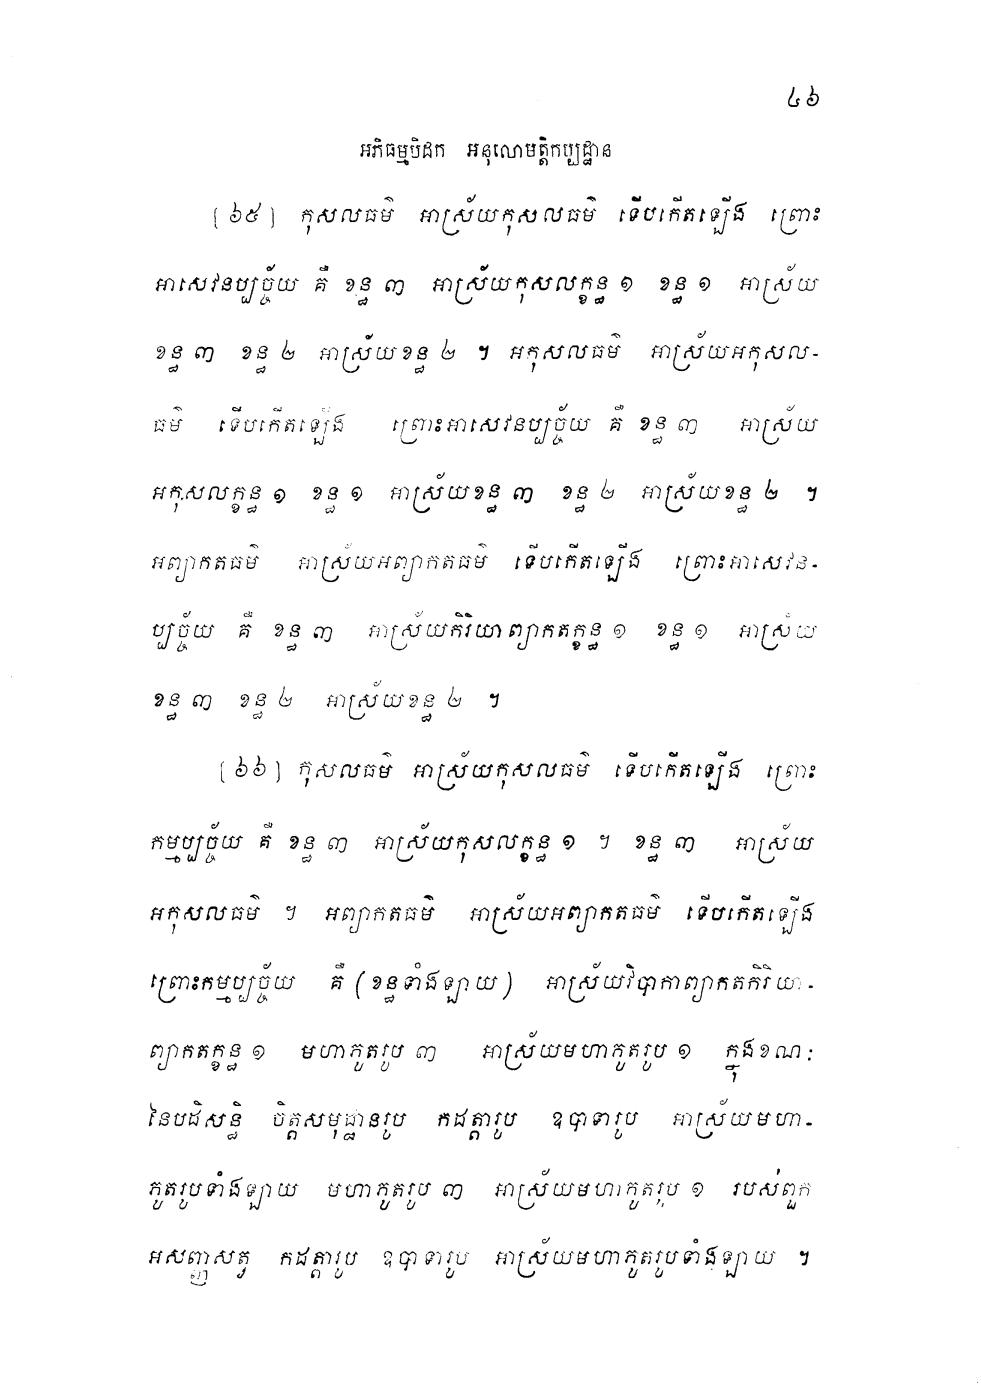 ៤៦
អភិធម្មបិដក អនុលោមត្តិកប្បដ្ឋាន
[៦៥] កុសលធម៌ អាស្រ័យកុសលធម៌ ទើបកើតឡើង ព្រោះ
អាសេវនប្បច្ច័យ គឺ ខន្ធ ៣ អាស្រ័យកុសលក្ខន្ធ ១ ខន្ធ ១ អាស្រ័យ
ខន្ធ ៣ ខន្ធ ២ អាស្រ័យខន្ធ ២ ។ អកុសលធម៌ អាស្រ័យអកុសល-
ធម៌ ទើបកើតឡើង ព្រោះអាសេវនប្បច្ច័យ គឺ ខន្ធ ៣ អាស្រ័យ
អកុសលក្ខន្ធ ១ ខន្ធ ១ អាស្រ័យខន្ធ ៣ ខន្ធ ២ អាស្រ័យខន្ធ ២ ។
អព្យាកតធម៌ អាស្រ័យអព្យាកតធម៌ ទើបកើតឡើង ព្រោះអាសេវន-
ប្បច្ច័យ គឺ ខន្ធ ៣ អាស្រ័យកិរិយាព្យាកតក្ខន្ធ ១ ខន្ធ ១ អាស្រ័យ
ខន្ធ ៣ ខន្ធ ២ អាស្រ័យខន្ធ ២ ។
[៦៦] កុសលធម៌ អាស្រ័យកុសលធម៌ ទើបកើតឡើង ព្រោះ
កម្មប្បច្ច័យ គឺ ខន្ធ ៣ អាស្រ័យកុសលក្ខន្ធ ១ ។ ខន្ធ ៣ អាស្រ័យ
អកុសលធម៌ ។ អព្យាកតធម៌ អាស្រ័យអព្យាកតធម៌ ទើបកើតឡើង
ព្រោះកម្មប្បច្ច័យ គឺ (ខន្ធទាំងឡាយ) អាស្រ័យវិបាកាព្យាកតកិរិយា-
ព្យាកតក្ខន្ធ ១ មហាភូតរូប ៣ អាស្រ័យមហាភូតរូប ១ ក្នុងខណៈ
នៃបដិសន្ធិ ចិត្តសមុដ្ឋានរូប កដត្តារូប ឧបាទារូប អាស្រ័យមហា-
ភូតរូបទាំងឡាយ មហាភូតរូប ៣ អាស្រ័យមហាភូតរូប ១ របស់ពួក
អសញ្ញសត្វ កដត្តារូប ឧបាទារូប អាស្រ័យមហាភូតរូបទាំងឡាយ ។